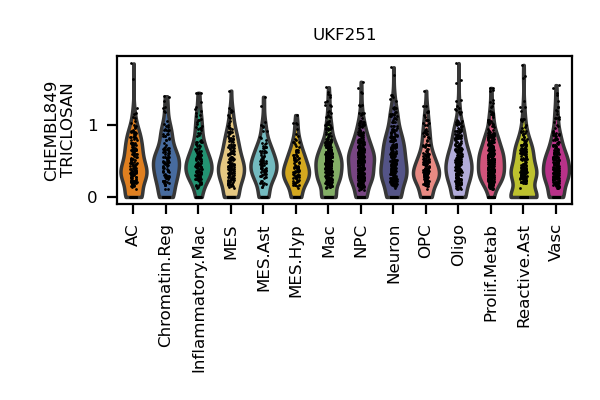 UKF251
CHEMBL849
TRICLOSAN
1
0
AC
Chromatin.Reg
Inflammatory.Mac
MES
MES.Ast
MES.Hyp
Mac
NPC
Neuron
OPC
Oligo
Prolif.Metab
Reactive.Ast
Vasc